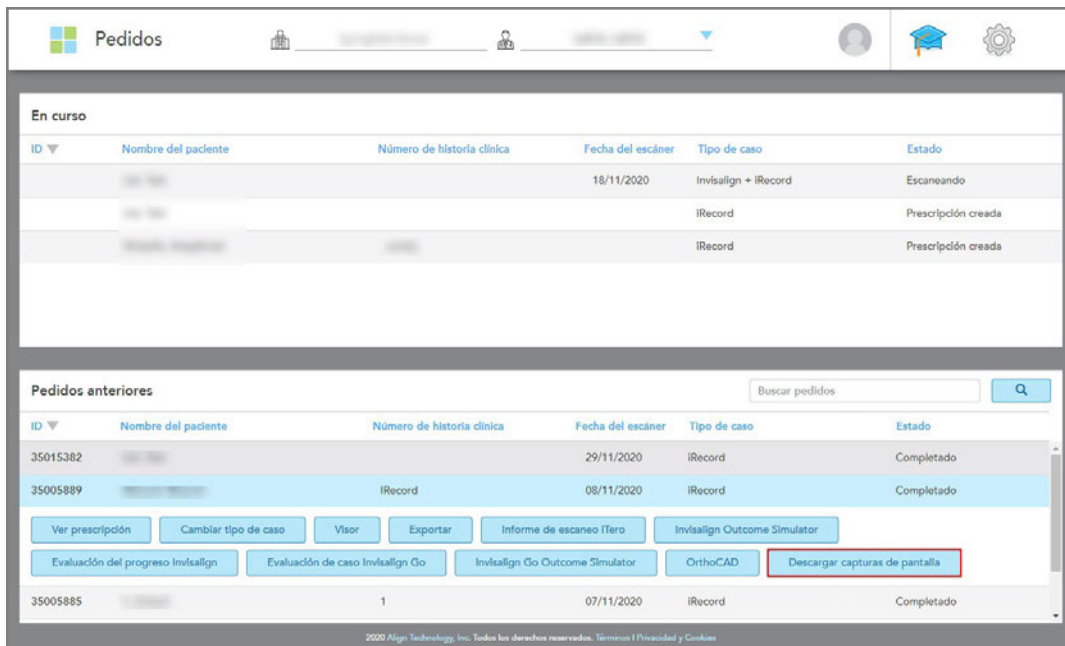 Pedidos
En curso
ID Nombre del paciente Número de historia clínica Fecha del escáner Tipo de caso Estado
18/11/2020 Invisalign + iRecord Escaneando
iRecord Prescripción creada
iRecord Prescripción creada
Pedidos anteriores Buscar pedidos
ID Nombre del paciente Número de historia clínica Fecha del escáner Tipo de caso Estado
35015382 29/11/2020 iRecord Completado
35005889 IRecord 08/11/2020 iRecord Completado
Ver prescripción Cambiar tipo de caso Visor Exportar Informe de escaneo iTero Invisalign Outcome Simulator
Evaluación del progreso Invisalign Evaluación de caso Invisalign Go Invisalign Go Outcome Simulator OrthoCAD Descargar capturas de pantalla
35005885 1 07/11/2020 iRecord Completado
2020 Align Technology, Inc. Todos los derechos reservados. Términos | Privacidad y Cookies